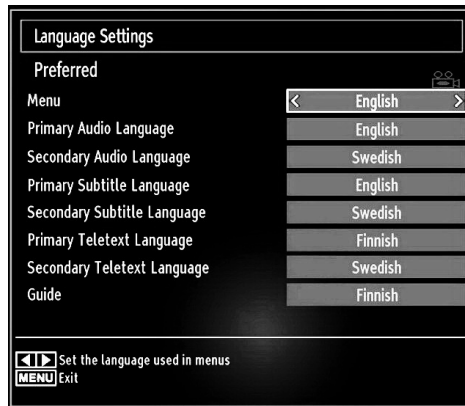 Language Settings
Preferred
Menu < English >
Primary Audio Language English
Secondary Audio Language Swedish
Primary Subtitle Language English
Secondary Subtitle Language Swedish
Primary Teletext Language Finnish
Secondary Teletext Language Swedish
Guide Finnish
Set the language used in menus
MENU Exit